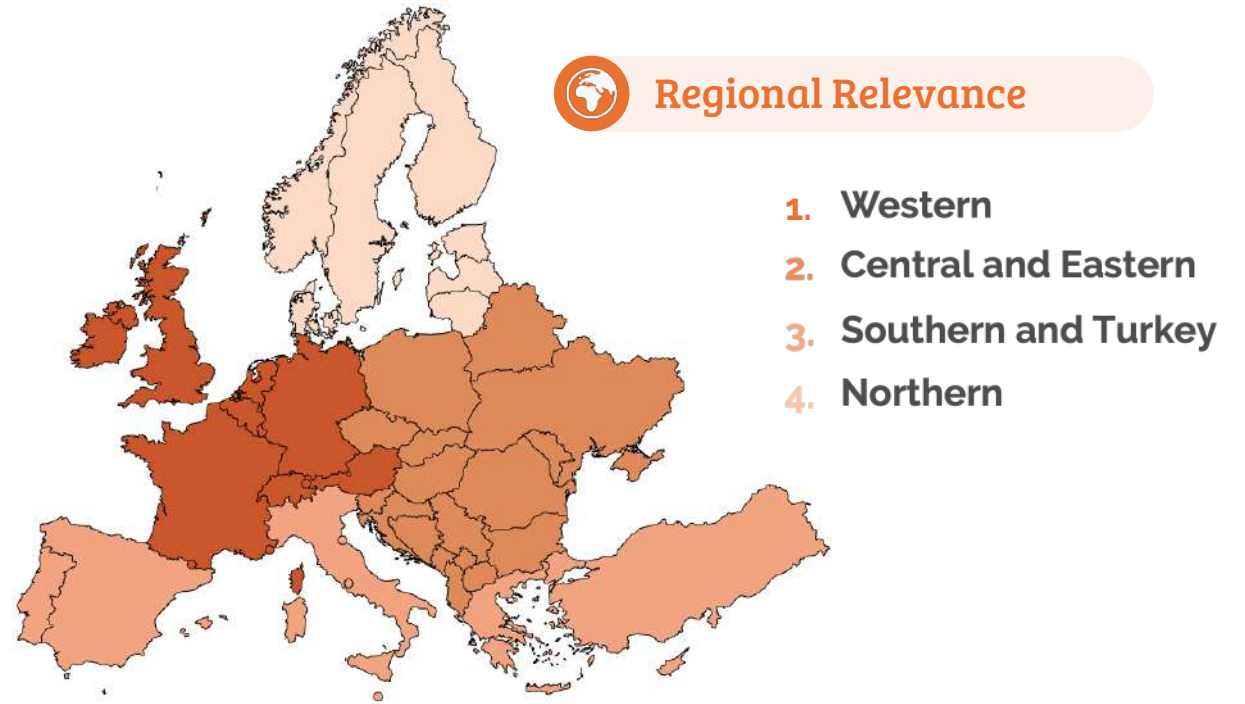 Regional Relevance
1. Western
2. Central and Eastern
3. Southern and Turkey
4. Northern